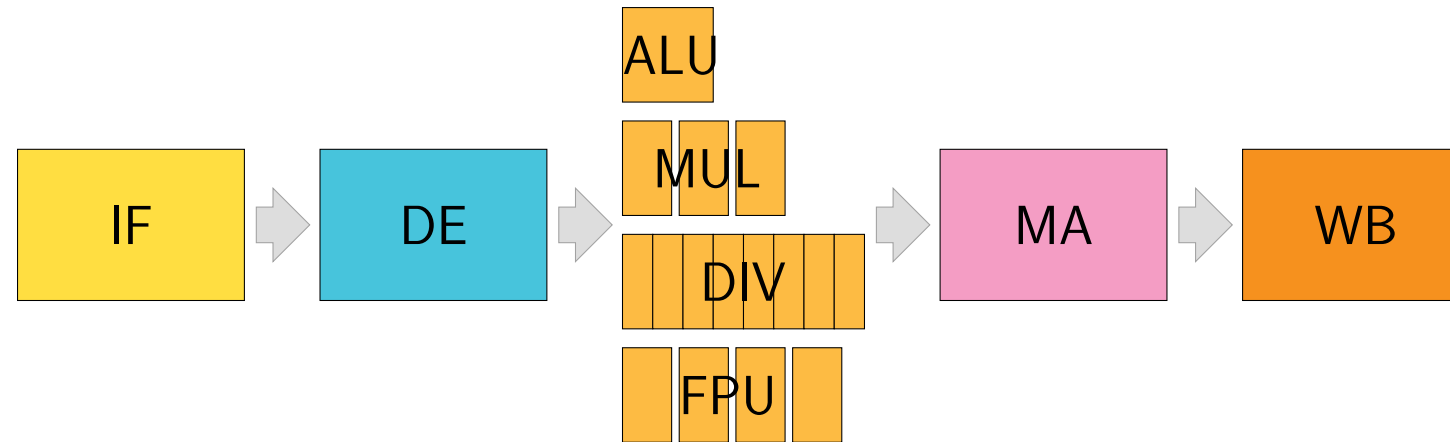 IF
DE
ALU
MUL
DIV
FPU
MA
WB